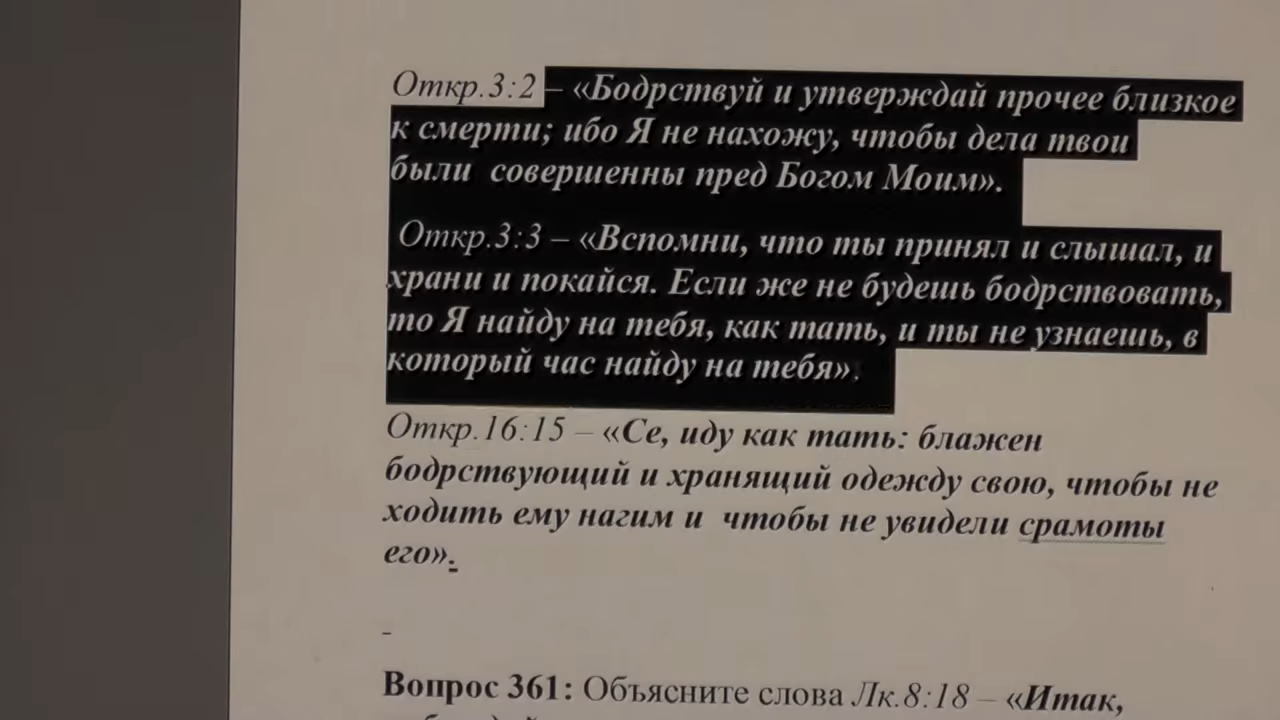 Откр.3:2 – «Бодрствуй и утверждай прочее близкое
к смерти; ибо Я не нахожу, чтобы дела твои
были совершенны пред Богом Моим».
Откр.3:3 – «Вспомни, что ты принял и слышал, и
храни и покайся. Если же не будешь бодрствовать,
то Я найду на тебя, как тать, и ты не узнаешь, в
который час найду на тебя».
Откр.16:15 – «Се, иду как тать: блажен
бодрствующий и хранящий одежду свою, чтобы не
ходить ему нагим и чтобы не увидели срамоты
его».
-
Вопрос 361: Объясните слова Лк.8:18 – «Итак,